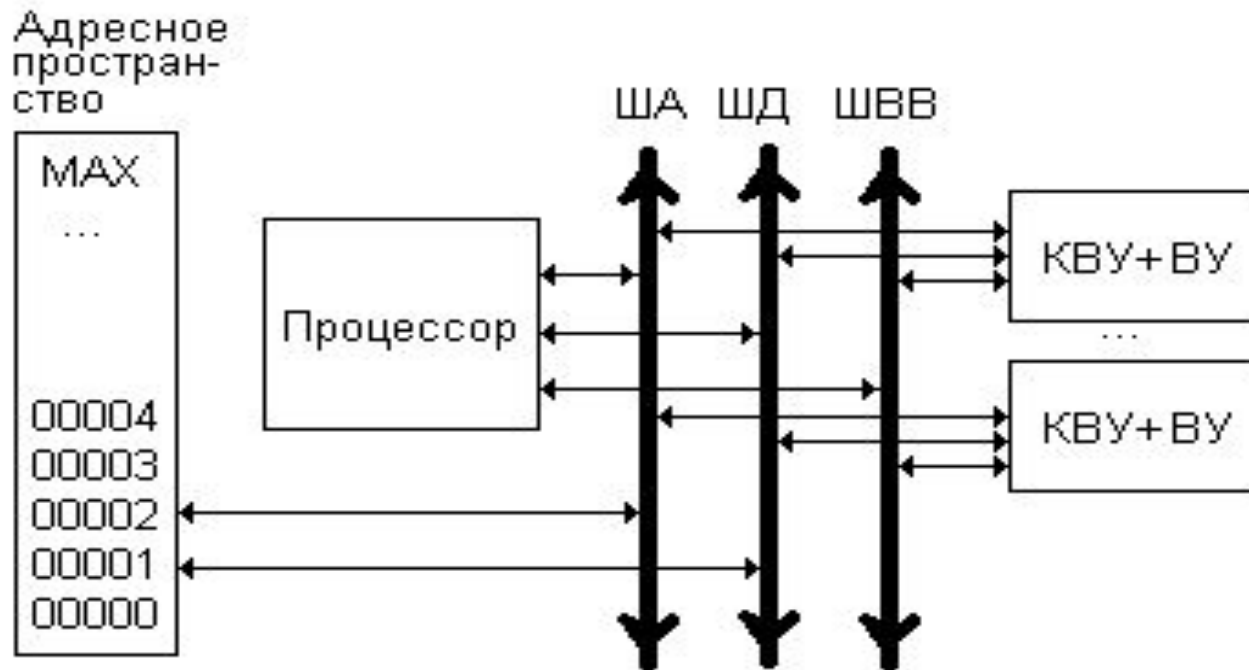 Адресное
простран-
ство
ША ШД ШВВ
MAX
...
Процессор
КВУ+ВУ
...
КВУ+ВУ
00004
00003
00002
00001
00000